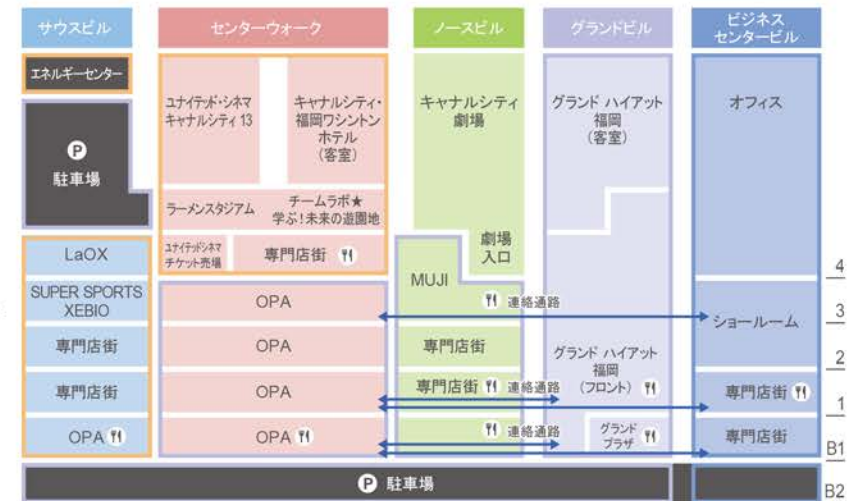 サウスビル
センターウォーク
ノースビル
グランドビル
ビジネス
センタービル
エネルギーセンター
P
駐車場
ユナイテッド・シネマ
キャナルシティ13
キャナルシティ・
福岡ワシントン
ホテル
(客室)
キャナルシティ
劇場
グランド ハイアット
福岡
(客室)
オフィス
ラーメンスタジアム
チームラボ★
学ぶ!未来の遊園地
LaOX
ユナイテッドシネマ
チケット売場
専門店街
劇場
入口
4
SUPER SPORTS
XEBIO
OPA
MUJI
連絡通路
ショールーム
3
専門店街
OPA
専門店街
グランド ハイアット
福岡
(フロント)
2
専門店街
OPA
専門店街
連絡通路
専門店街
1
OPA
OPA
連絡通路
グランド
プラザ
専門店街
B1
P 駐車場
B2